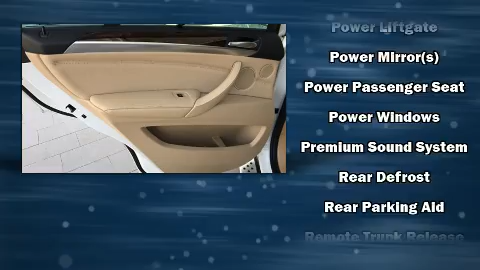 Power Liftgate
Power Mirror(s)
Power Passenger Seat
Power Windows
Premium Sound System
Rear Defrost
Rear Parking Aid
Remote Trunk Release